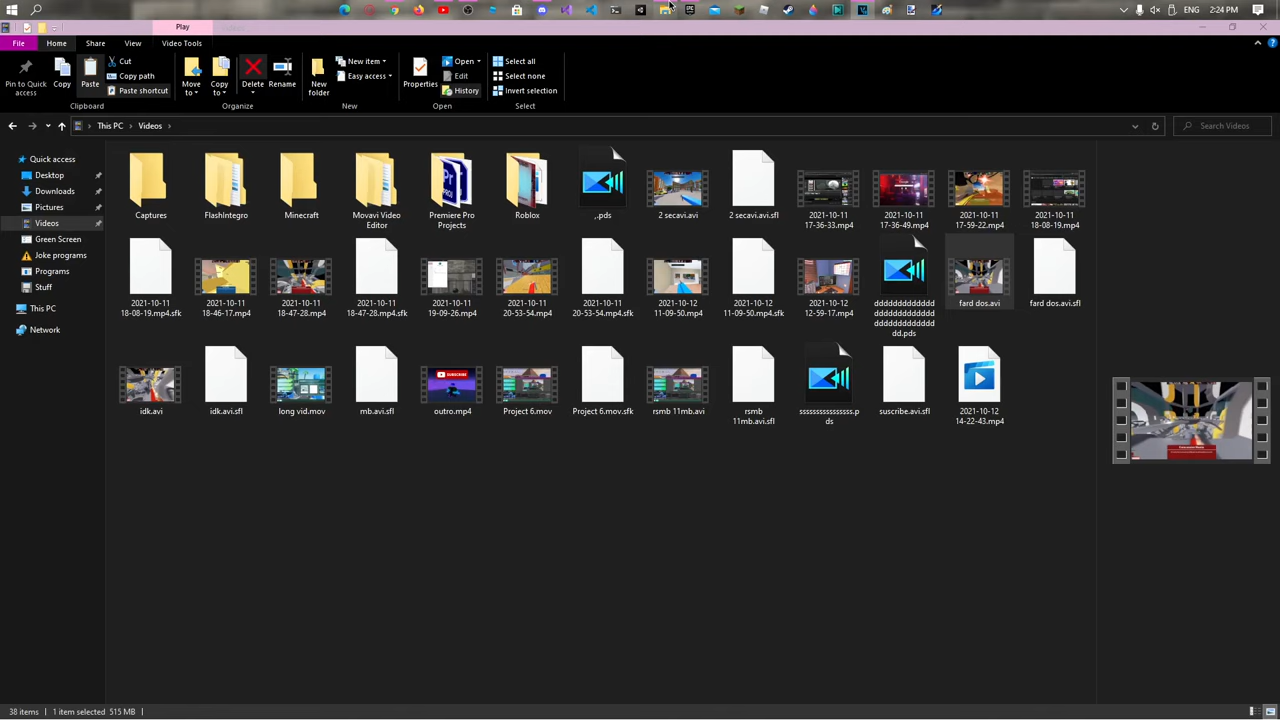 ENG 2:24 PM
Play
Videos
File Home Share View Video Tools
Pin to Quick access
Copy
Paste
Cut
Copy path
Paste shortcut
Clipboard
Move to
Copy to
Delete
Rename
Organize
New folder
New item
Easy access
New
Properties
Open
Edit
History
Open
Select all
Select none
Invert selection
Select
This PC Videos
Search Videos
Quick access
Desktop
Downloads
Pictures
Videos
Green Screen
Joke programs
Programs
Stuff
This PC
Network
Captures
FlashIntegro
Minecraft
Movavi Video Editor
Premiere Pro Projects
Roblox
,.pds
2 secavi.avi
2 secavi.avi.sfl
2021-10-11 17-36-33.mp4
2021-10-11 17-36-49.mp4
2021-10-11 17-59-22.mp4
2021-10-11 18-08-19.mp4
2021-10-11 18-08-19.mp4.sfk
2021-10-11 18-46-17.mp4
2021-10-11 18-47-28.mp4
2021-10-11 18-47-28.mp4.sfk
2021-10-11 19-09-26.mp4
2021-10-11 20-53-54.mp4
2021-10-11 20-53-54.mp4.sfk
2021-10-12 11-09-50.mp4
2021-10-12 11-09-50.mp4.sfk
2021-10-12 12-59-17.mp4
ddddddddddddd
ddddddddddddd
ddddddddddddd
dd.pds
fard dos.avi
fard dos.avi.sfl
idk.avi
idk.avi.sfl
long vid.mov
mb.avi.sfl
SUBSCRIBE
outro.mp4
Project 6.mov
Project 6.mov.sfk
rsmb 11mb.avi
rsmb 11mb.avi.sfl
sssssssssssssss.p
ds
suscribe.avi.sfl
2021-10-12 14-22-43.mp4
38 items 1 item selected 515 MB